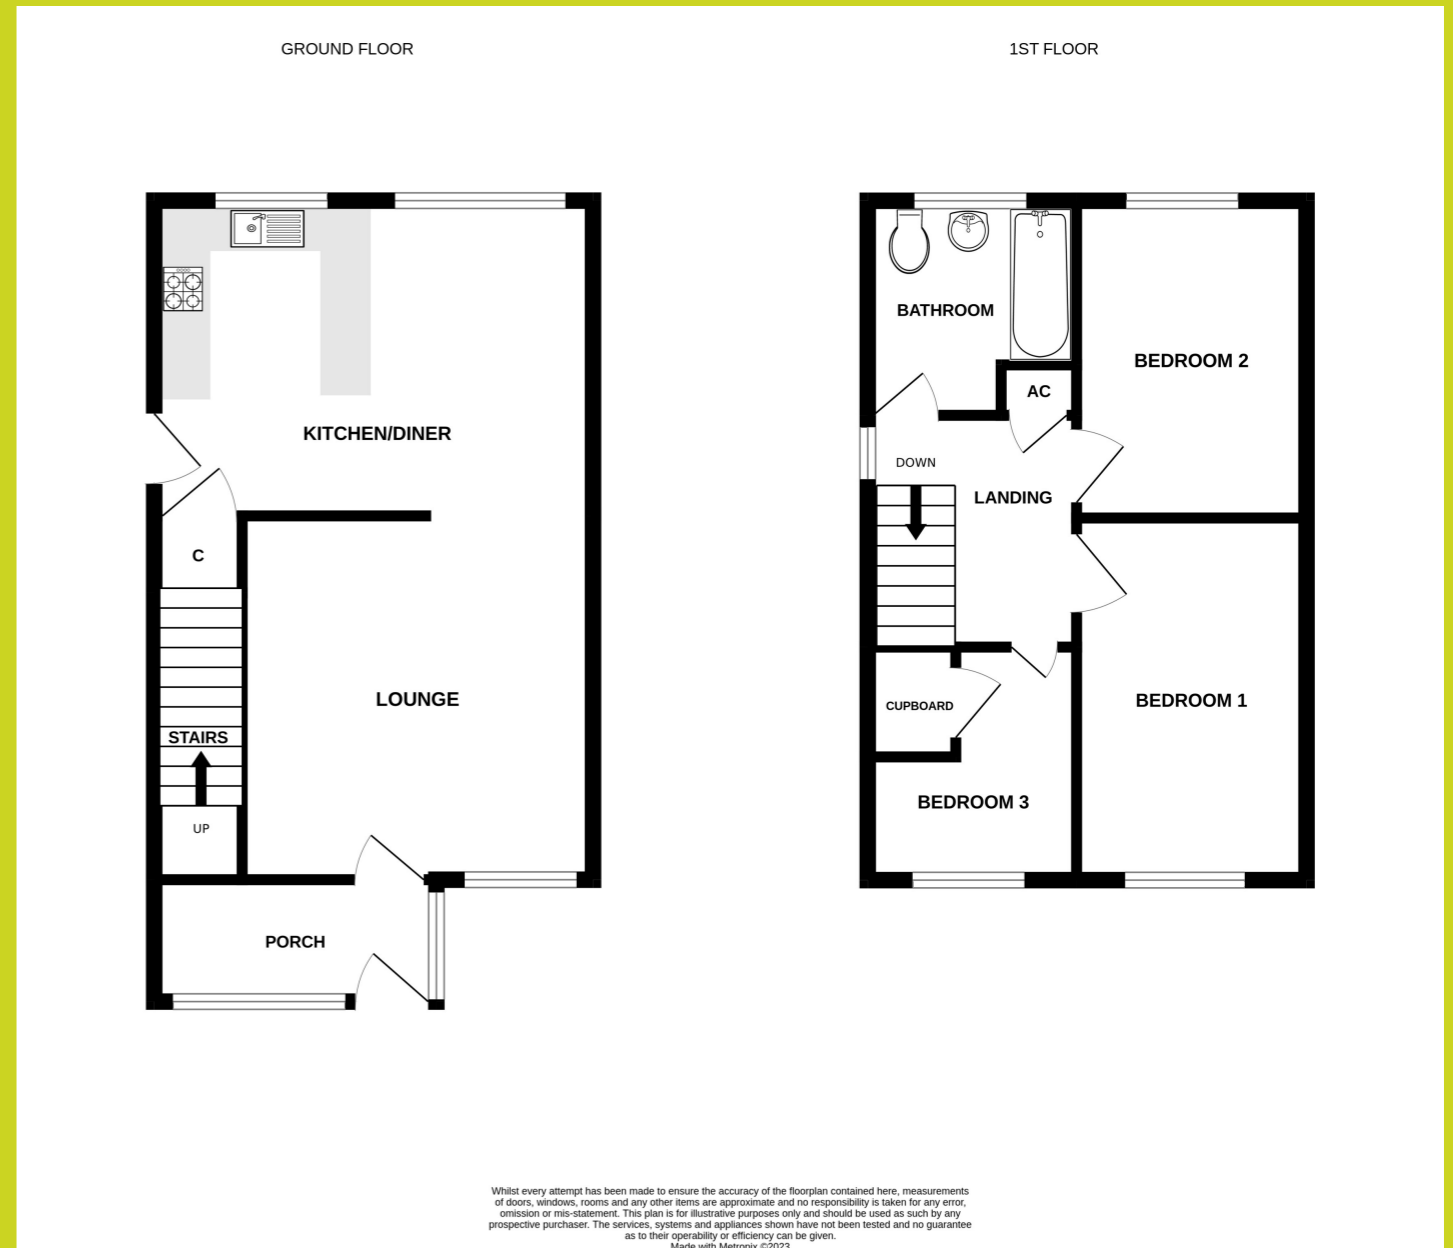 GROUND FLOOR
1ST FLOOR
BATHROOM
BEDROOM 2
AC
KITCHEN/DINER
DOWN
LANDING
C
LOUNGE
BEDROOM 1
CUPBOARD
STAIRS
BEDROOM 3
UP
PORCH
Whilst every attempt has been made to ensure the accuracy of the floorplan contained here, measurements
of doors, windows, rooms and any other items are approximate and no responsibility is taken for any error,
omission or mis-statement. This plan is for illustrative purposes only and should be used as such by any
prospective purchaser. The services, systems and appliances shown have not been tested and no guarantee
as to their operability or efficiency can be given.
Made with Metropix ©2023